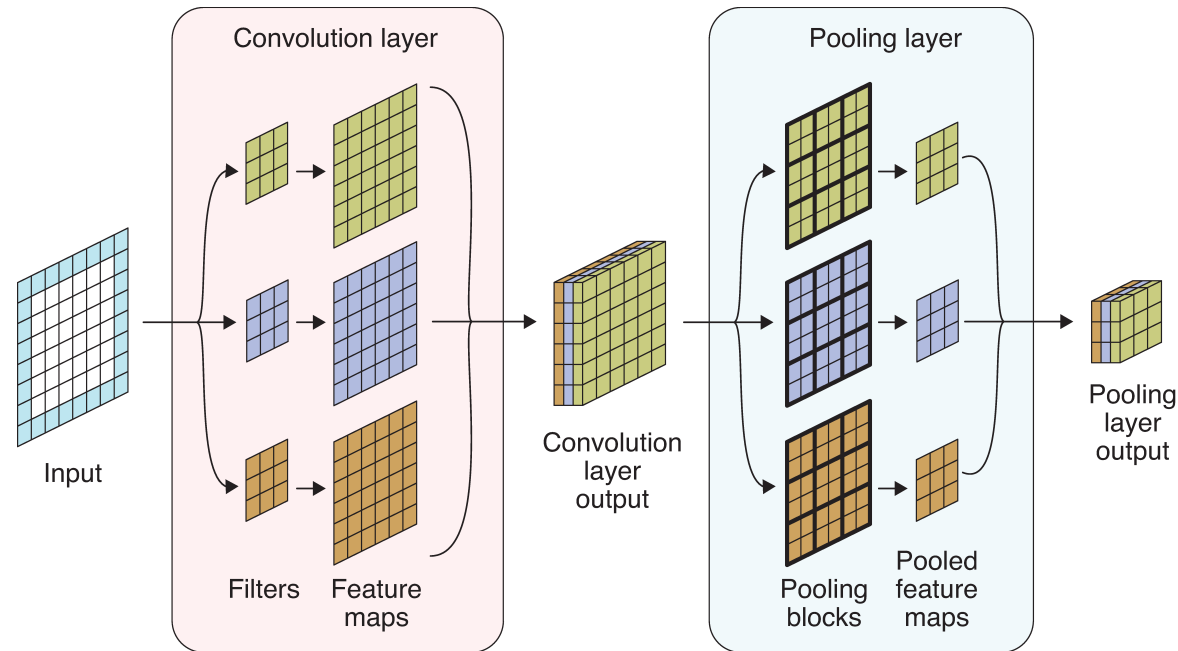 Convolution layer
Pooling layer
Input
Filters
Feature
maps
Convolution
layer
output
Pooling
blocks
Pooled
feature
maps
Pooling
layer
output